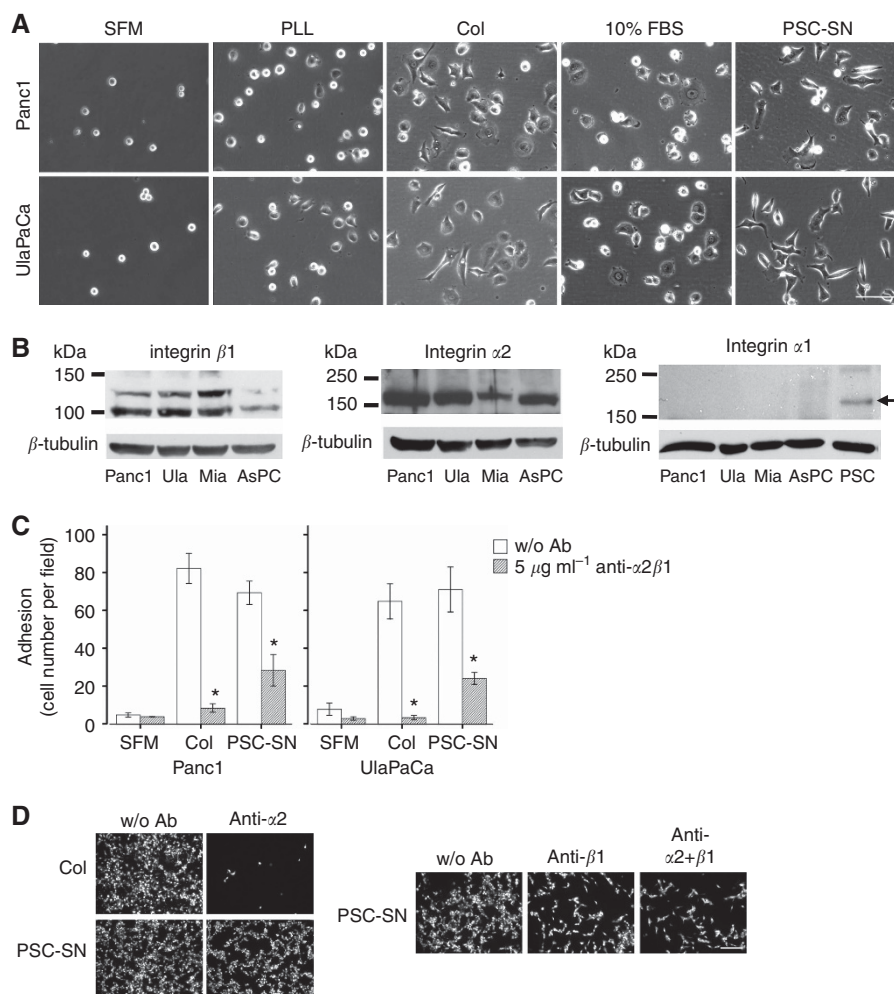 A
SFM PLL Col 10% FBS PSC-SN
Panc1
UlaPaCa
B
kDa integrin β1
150
100
β-tubulin
Panc1 Ula Mia AsPC
kDa Integrin α2
250
150
β-tubulin
Panc1 Ula Mia AsPC
kDa Integrin α1
250
150
β-tubulin
Panc1 Ula Mia AsPC PSC
C
Adhesion
(cell number per field)
100
80
60
40
20
0
* * * *
w/o Ab
5 μg ml⁻¹ anti-α2β1
SFM Col PSC-SN SFM Col PSC-SN
Panc1 UlaPaCa
D
w/o Ab Anti-α2
Col
PSC-SN
w/o Ab Anti-β1 Anti-
α2+β1
PSC-SN